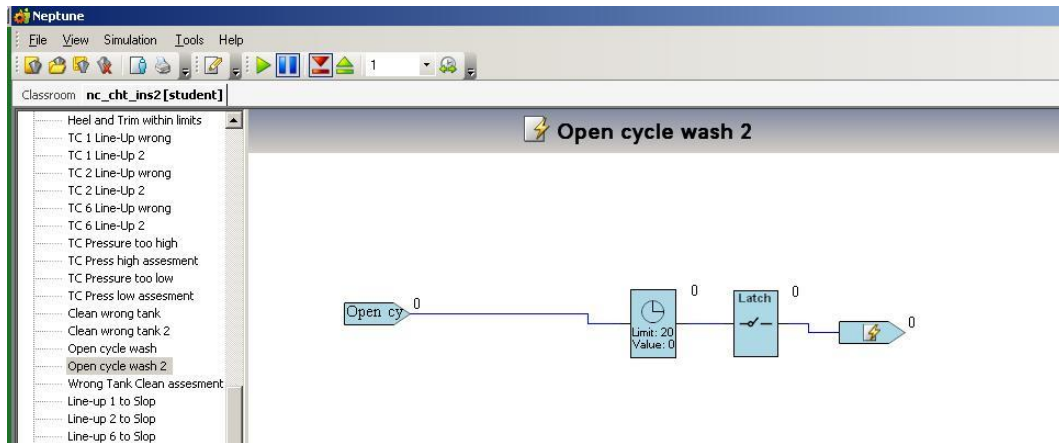 Neptune
File View Simulation Tools Help
1
Classroom nc_cht_ins2[student]
Heel and Trim within limits
TC 1 Line-Up wrong
TC 1 Line-Up 2
TC 2 Line-Up wrong
TC 2 Line-Up 2
TC 6 Line-Up wrong
TC 6 Line-Up 2
TC Pressure too high
TC Press high assesment
TC Pressure too low
TC Press low assesment
Clean wrong tank
Clean wrong tank 2
Open cycle wash
Open cycle wash 2
Wrong Tank Clean assesment
Line-up 1 to Slop
Line-up 2 to Slop
Line-up 6 to Slop
Open cycle wash 2
Open cy
0
Limit: 20
Value: 0
0
Latch
0
0